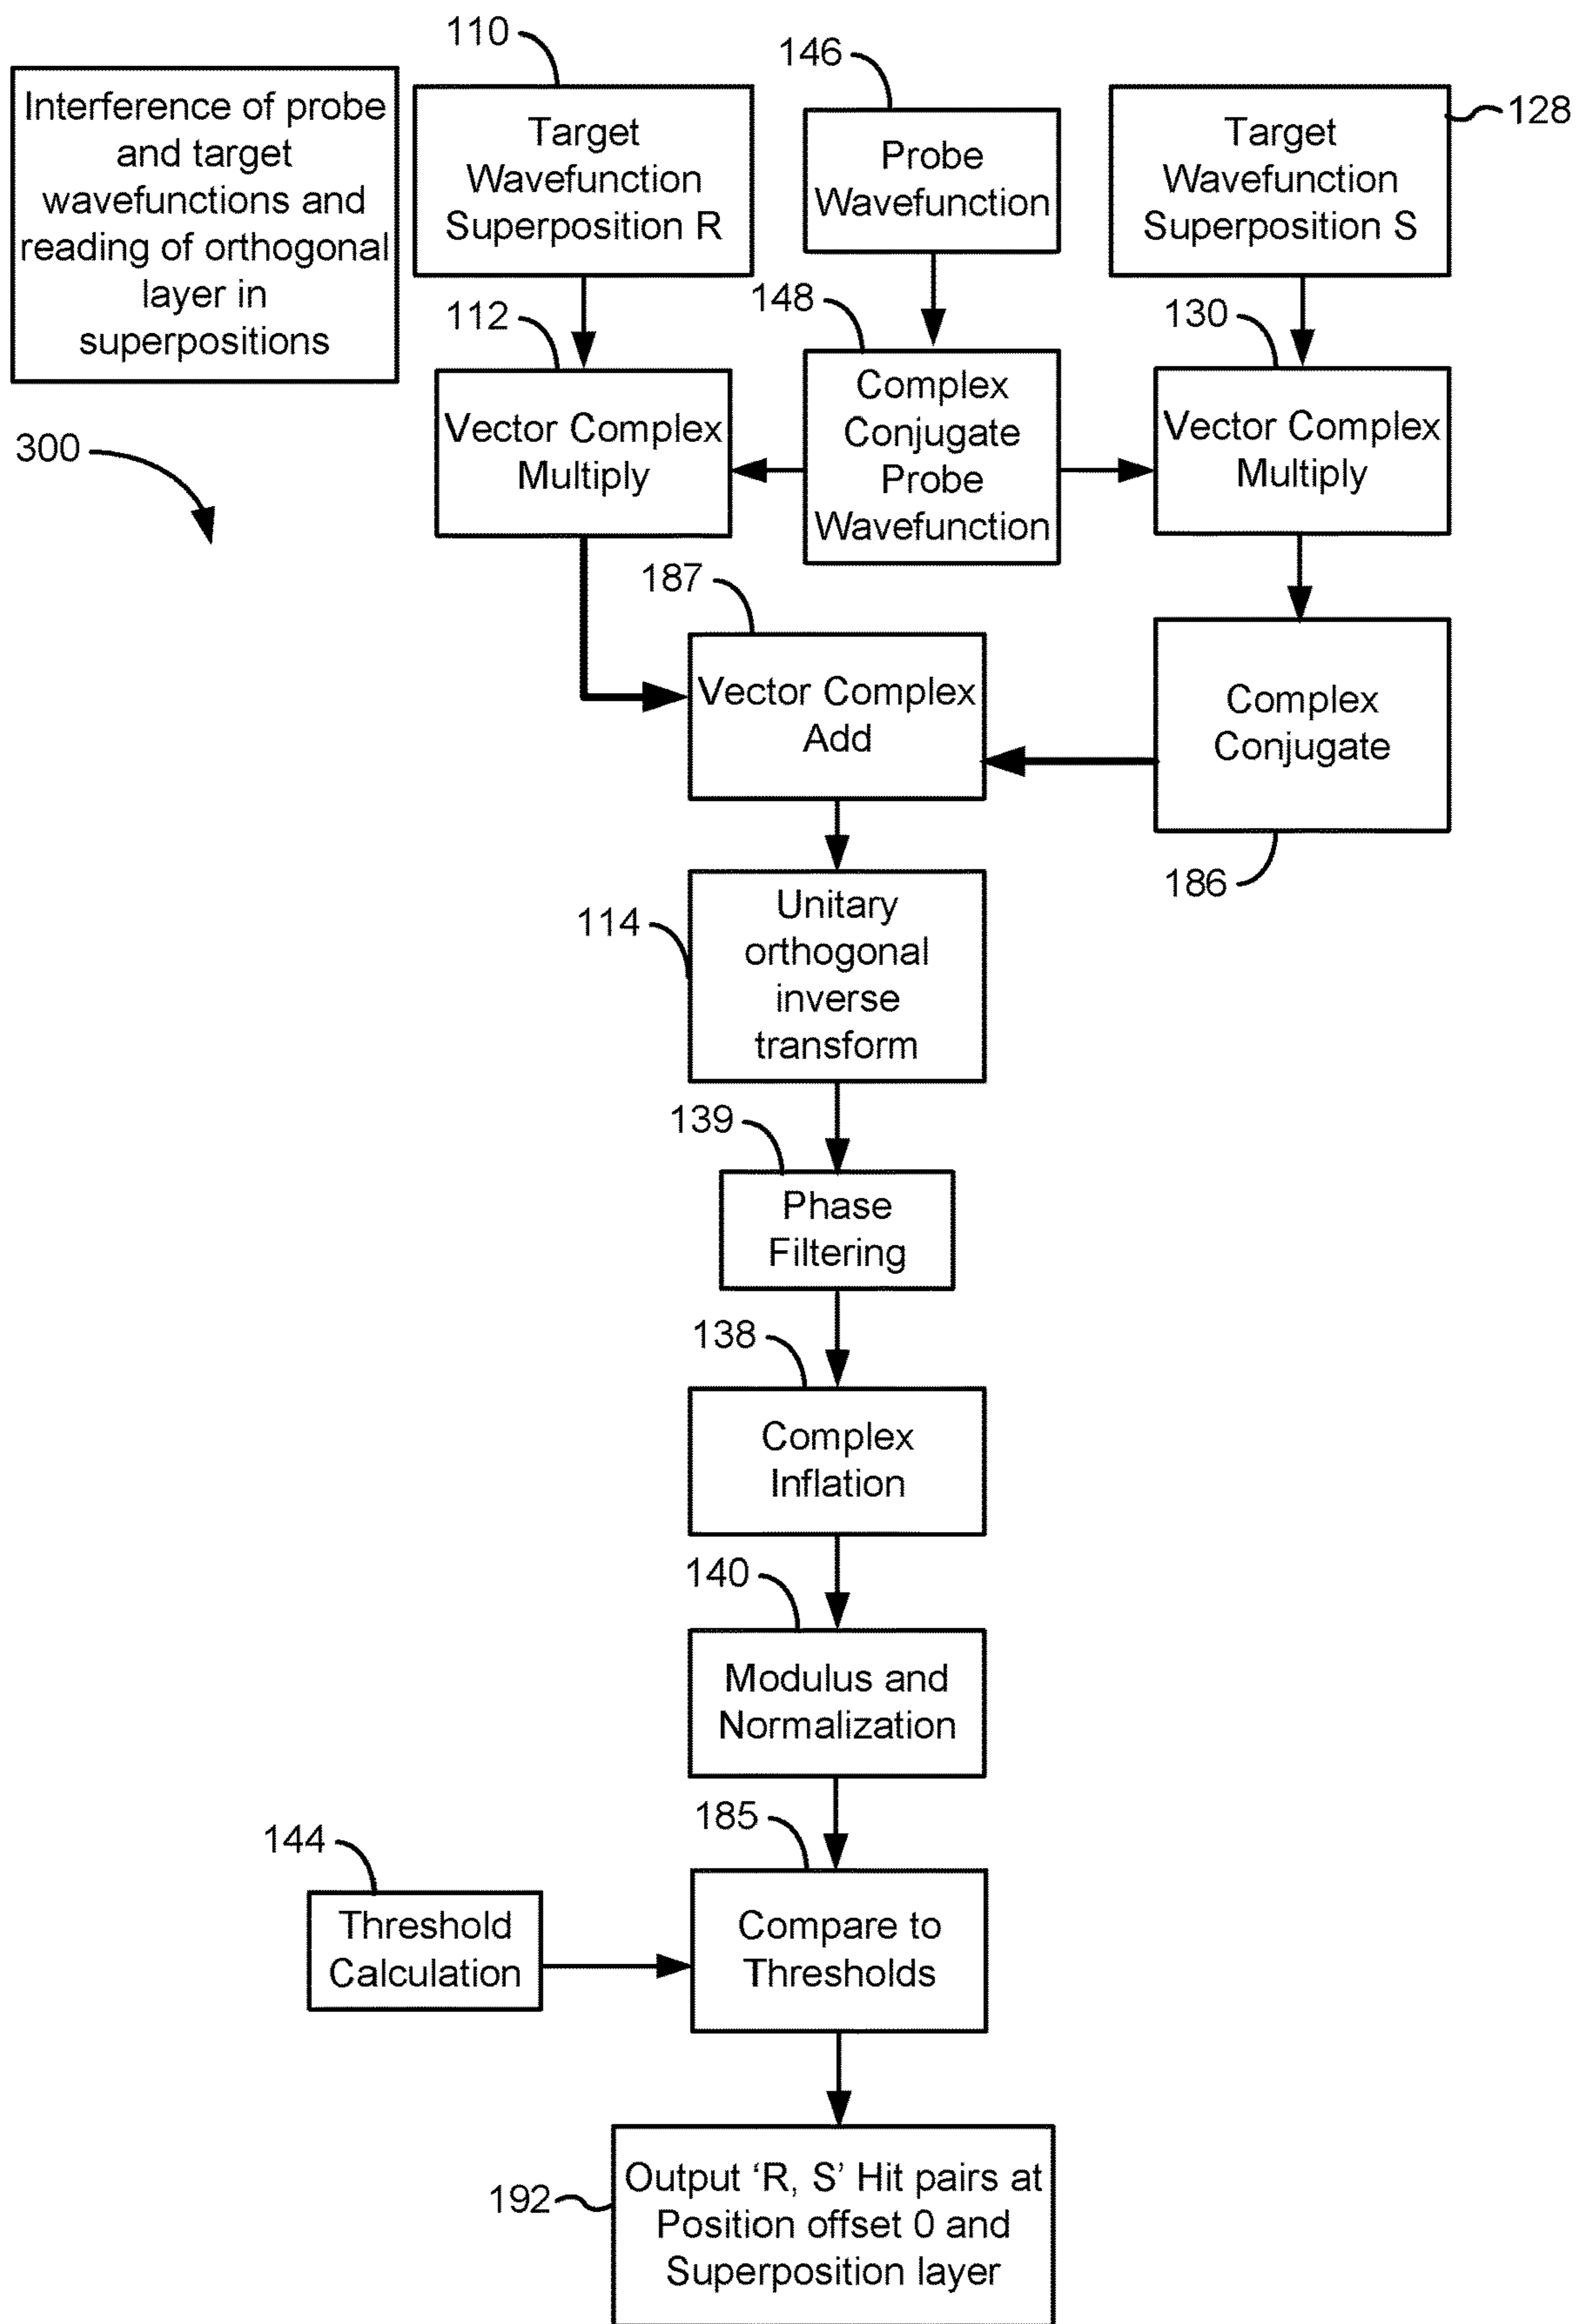 110
146
128
Interference of probe
and target
wavefunctions and
reading of orthogonal
layer in
superpositions
Target
Wavefunction
Superposition R
Probe
Wavefunction
Target
Wavefunction
Superposition S
112
148
130
300
Vector Complex
Multiply
Complex
Conjugate
Probe
Wavefunction
Vector Complex
Multiply
187
Vector Complex
Add
Complex
Conjugate
186
114
Unitary
orthogonal
inverse
transform
139
Phase
Filtering
138
Complex
Inflation
140
Modulus and
Normalization
185
144
Threshold
Calculation
Compare to
Thresholds
192
Output ‘R, S’ Hit pairs at
Position offset 0 and
Superposition layer